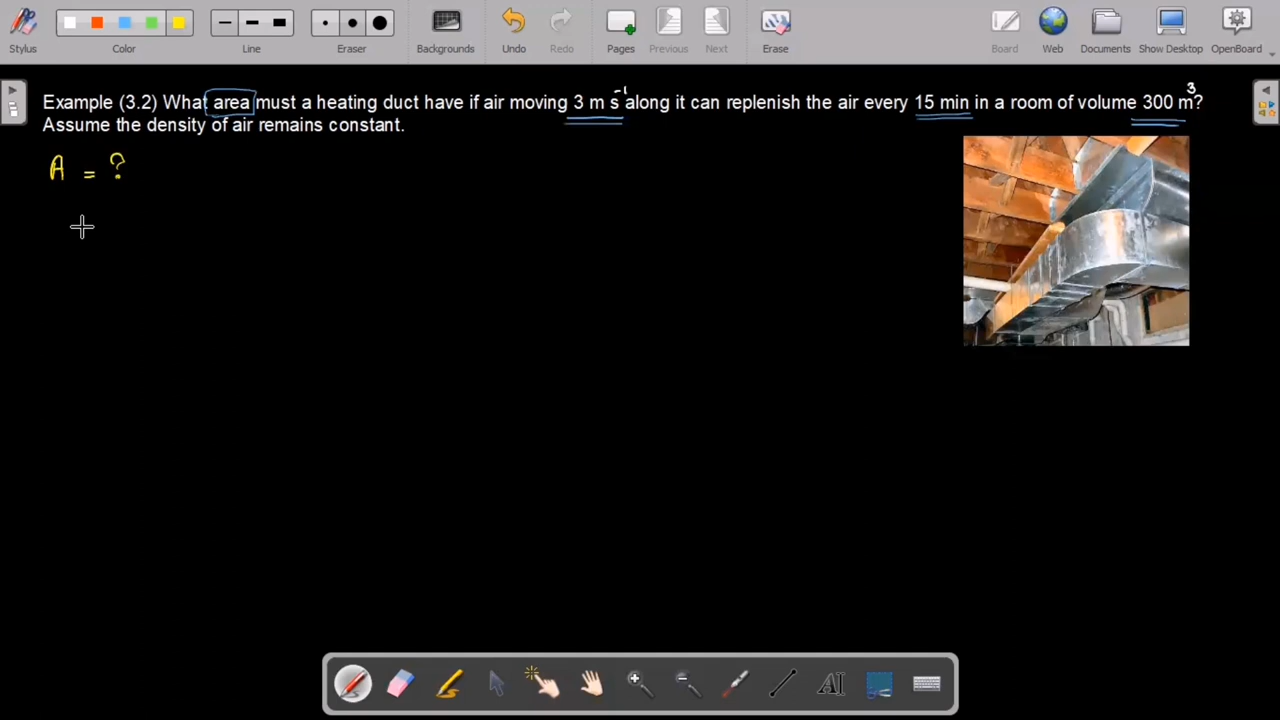 Stylus Color Line Eraser Backgrounds Undo Redo Pages Previous Next Erase Board Web Documents Show Desktop OpenBoard
Example (3.2) What area must a heating duct have if air moving 3 m s⁻¹ along it can replenish the air every 15 min in a room of volume 300 m³?
Assume the density of air remains constant.
A = ?
AI